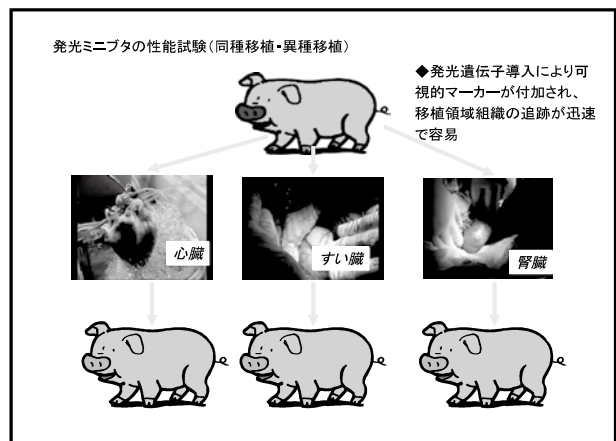 発光ミニブタの性能試験（同種移植・異種移植）
◆発光遺伝子導入により可
視的マーカーが付加され、
移植領域組織の追跡が迅速
で容易
心臓
すい臓
腎臓